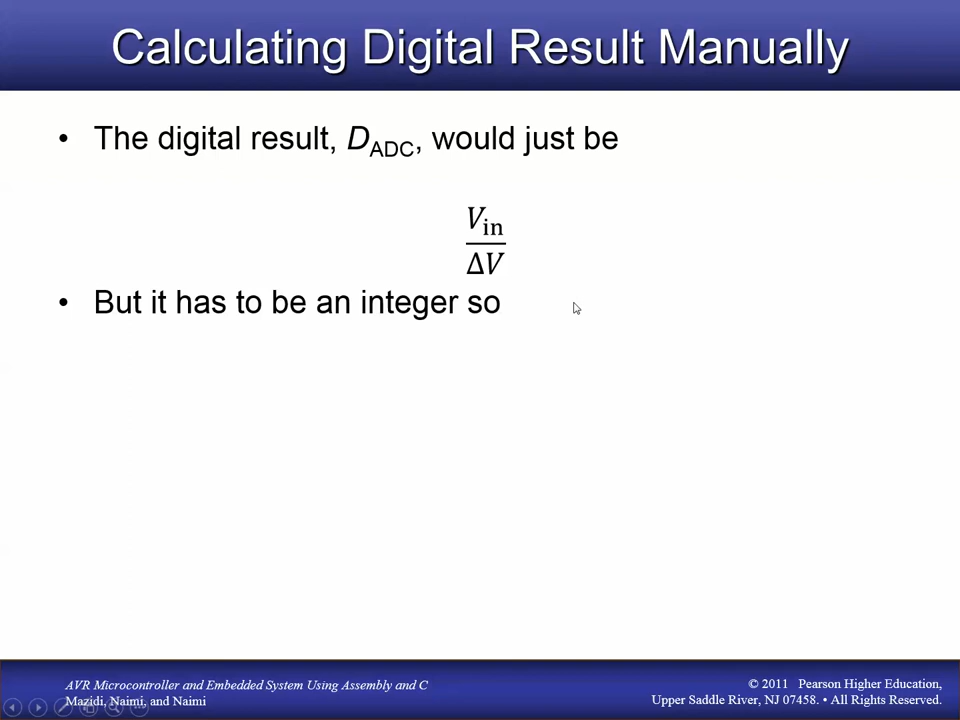 Calculating Digital Result Manually
• The digital result, D_ADC, would just be
V_in
ΔV
• But it has to be an integer so
AVR Microcontroller and Embedded System Using Assembly and C
Mazidi, Naimi, and Naimi
© 2011 Pearson Higher Education,
Upper Saddle River, NJ 07458. • All Rights Reserved.